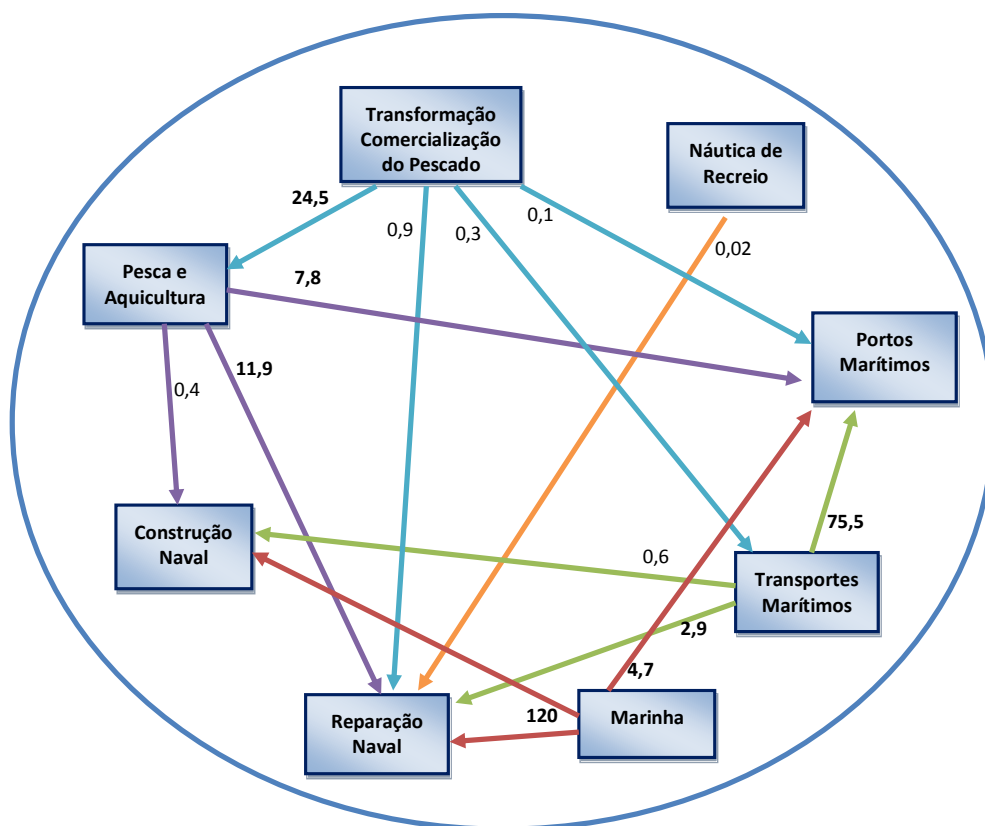 Transformação
Comercialização
do Pescado
Náutica de
Recreio
24,5
0,9
0,3
0,1
0,02
Pesca e
Aquicultura
7,8
Portos
Marítimos
11,9
0,4
Construção
Naval
75,5
0,6
Transportes
Marítimos
2,9
4,7
Reparação
Naval
120
Marinha